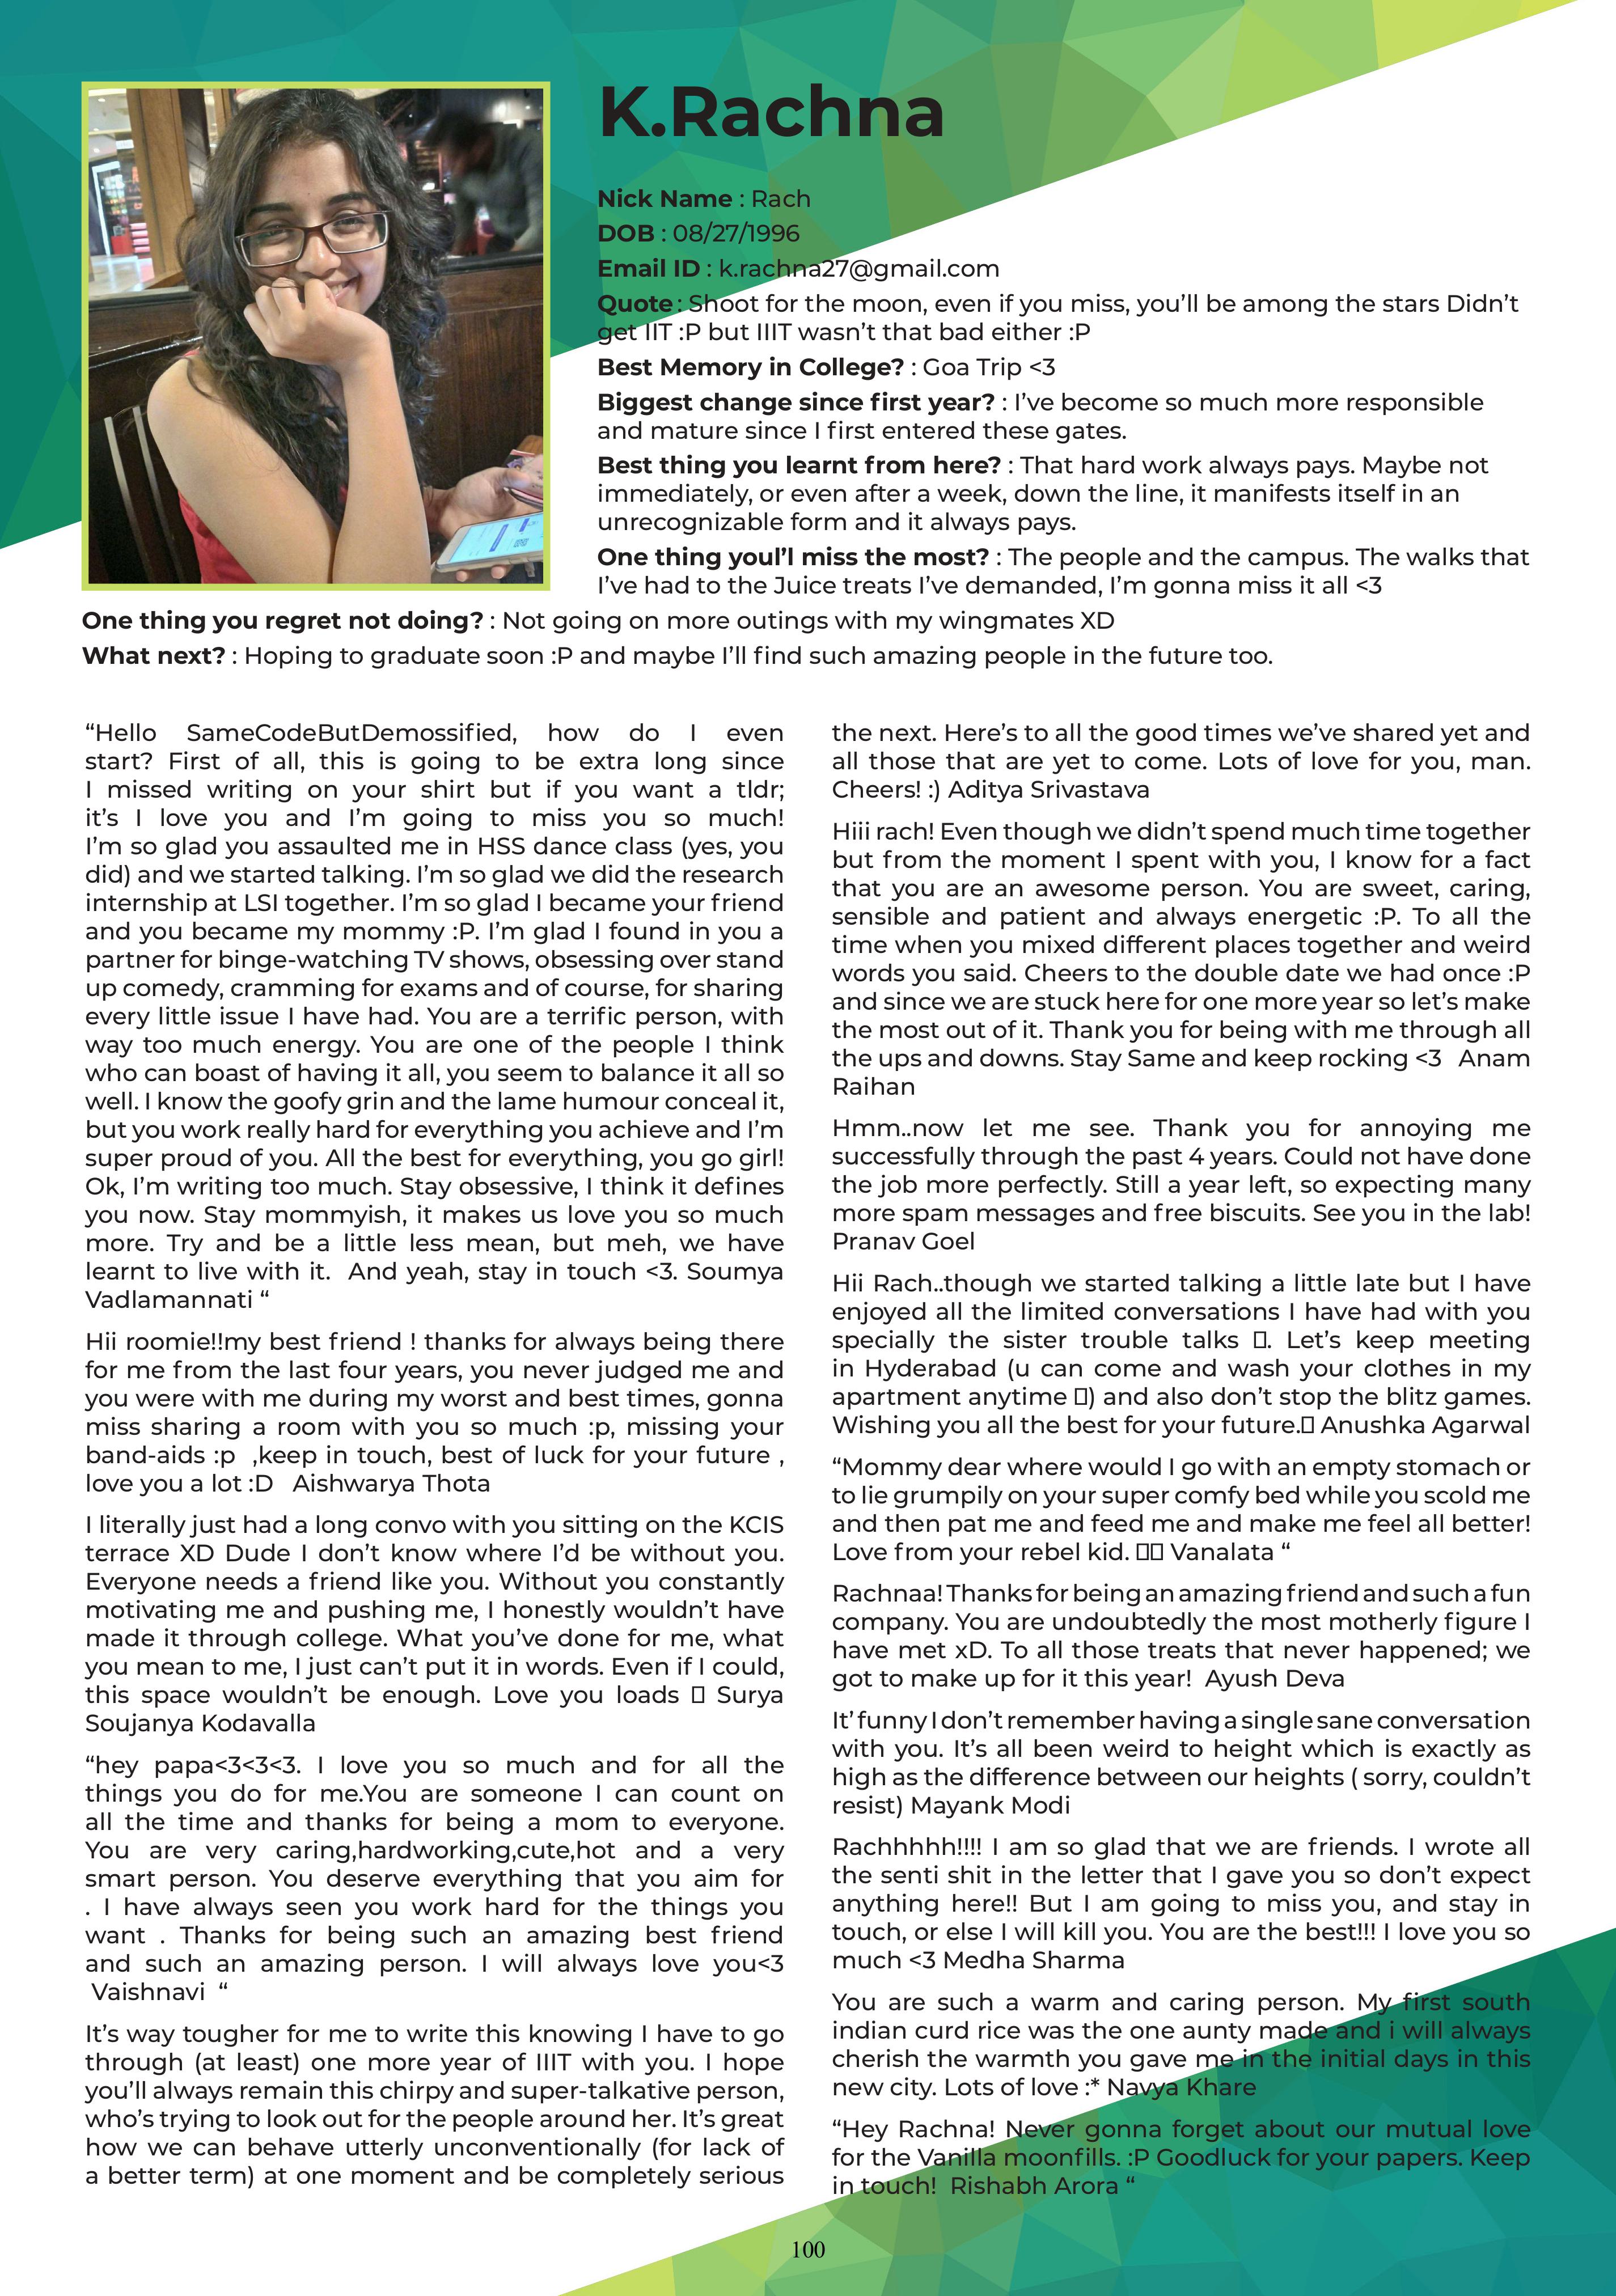 K.Rachna
Nick Name : Rach
DOB : 08/27/1996
Email ID : k.rachna27@gmail.com
Quote : Shoot for the moon, even if you miss, you’ll be among the stars Didn’t
get IIT :P but IIIT wasn’t that bad either :P
Best Memory in College? : Goa Trip <3
Biggest change since first year? : I’ve become so much more responsible
and mature since I first entered these gates.
Best thing you learnt from here? : That hard work always pays. Maybe not
immediately, or even after a week, down the line, it manifests itself in an
unrecognizable form and it always pays.
One thing youl’l miss the most? : The people and the campus. The walks that
I’ve had to the Juice treats I’ve demanded, I’m gonna miss it all <3
One thing you regret not doing? : Not going on more outings with my wingmates XD
What next? : Hoping to graduate soon :P and maybe I’ll find such amazing people in the future too.
“Hello SameCodeButDemossified, how do I even
start? First of all, this is going to be extra long since
I missed writing on your shirt but if you want a tldr;
it’s I love you and I’m going to miss you so much!
I’m so glad you assaulted me in HSS dance class (yes, you
did) and we started talking. I’m so glad we did the research
internship at LSI together. I’m so glad I became your friend
and you became my mommy :P. I’m glad I found in you a
partner for binge-watching TV shows, obsessing over stand
up comedy, cramming for exams and of course, for sharing
every little issue I have had. You are a terrific person, with
way too much energy. You are one of the people I think
who can boast of having it all, you seem to balance it all so
well. I know the goofy grin and the lame humour conceal it,
but you work really hard for everything you achieve and I’m
super proud of you. All the best for everything, you go girl!
Ok, I’m writing too much. Stay obsessive, I think it defines
you now. Stay mommyish, it makes us love you so much
more. Try and be a little less mean, but meh, we have
learnt to live with it. And yeah, stay in touch <3. Soumya
Vadlamannati “
Hii roomie!!my best friend ! thanks for always being there
for me from the last four years, you never judged me and
you were with me during my worst and best times, gonna
miss sharing a room with you so much :p, missing your
band-aids :p ,keep in touch, best of luck for your future ,
love you a lot :D Aishwarya Thota
I literally just had a long convo with you sitting on the KCIS
terrace XD Dude I don’t know where I’d be without you.
Everyone needs a friend like you. Without you constantly
motivating me and pushing me, I honestly wouldn’t have
made it through college. What you’ve done for me, what
you mean to me, I just can’t put it in words. Even if I could,
this space wouldn’t be enough. Love you loads ▯ Surya
Soujanya Kodavalla
“hey papa<3<3<3. I love you so much and for all the
things you do for me.You are someone I can count on
all the time and thanks for being a mom to everyone.
You are very caring,hardworking,cute,hot and a very
smart person. You deserve everything that you aim for
. I have always seen you work hard for the things you
want . Thanks for being such an amazing best friend
and such an amazing person. I will always love you<3
Vaishnavi “
It’s way tougher for me to write this knowing I have to go
through (at least) one more year of IIIT with you. I hope
you’ll always remain this chirpy and super-talkative person,
who’s trying to look out for the people around her. It’s great
how we can behave utterly unconventionally (for lack of
a better term) at one moment and be completely serious
the next. Here’s to all the good times we’ve shared yet and
all those that are yet to come. Lots of love for you, man.
Cheers! :) Aditya Srivastava
Hiii rach! Even though we didn’t spend much time together
but from the moment I spent with you, I know for a fact
that you are an awesome person. You are sweet, caring,
sensible and patient and always energetic :P. To all the
time when you mixed different places together and weird
words you said. Cheers to the double date we had once :P
and since we are stuck here for one more year so let’s make
the most out of it. Thank you for being with me through all
the ups and downs. Stay Same and keep rocking <3 Anam
Raihan
Hmm..now let me see. Thank you for annoying me
successfully through the past 4 years. Could not have done
the job more perfectly. Still a year left, so expecting many
more spam messages and free biscuits. See you in the lab!
Pranav Goel
Hii Rach..though we started talking a little late but I have
enjoyed all the limited conversations I have had with you
specially the sister trouble talks ▯. Let’s keep meeting
in Hyderabad (u can come and wash your clothes in my
apartment anytime ▯) and also don’t stop the blitz games.
Wishing you all the best for your future.▯ Anushka Agarwal
“Mommy dear where would I go with an empty stomach or
to lie grumpily on your super comfy bed while you scold me
and then pat me and feed me and make me feel all better!
Love from your rebel kid. ▯▯ Vanalata “
Rachnaa! Thanks for being an amazing friend and such a fun
company. You are undoubtedly the most motherly figure I
have met xD. To all those treats that never happened; we
got to make up for it this year! Ayush Deva
It’ funny I don’t remember having a single sane conversation
with you. It’s all been weird to height which is exactly as
high as the difference between our heights ( sorry, couldn’t
resist) Mayank Modi
Rachhhhh!!!! I am so glad that we are friends. I wrote all
the senti shit in the letter that I gave you so don’t expect
anything here!! But I am going to miss you, and stay in
touch, or else I will kill you. You are the best!!! I love you so
much <3 Medha Sharma
You are such a warm and caring person. My first south
indian curd rice was the one aunty made and i will always
cherish the warmth you gave me in the initial days in this
new city. Lots of love :* Navya Khare
“Hey Rachna! Never gonna forget about our mutual love
for the Vanilla moonfills. :P Goodluck for your papers. Keep
in touch! Rishabh Arora “
100